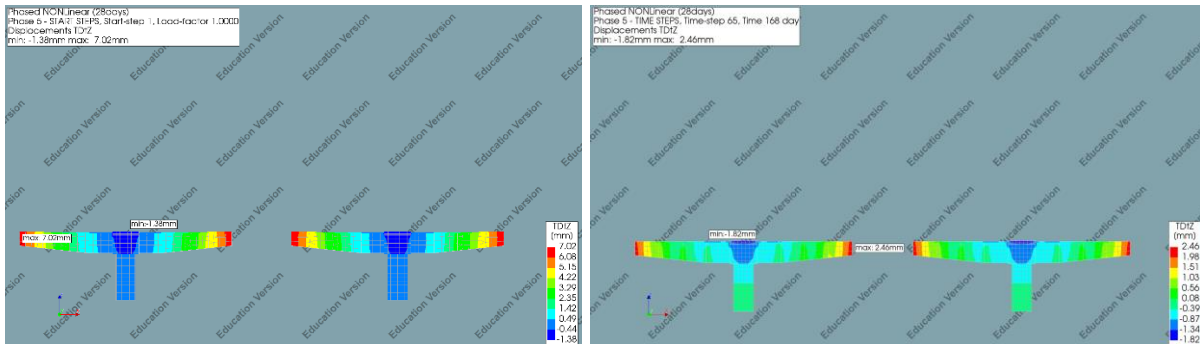 Phased NONLinear (28days)
Phase 5 - START STEPS, Start-step 1, Load-factor 1.0000
Displacements TDtZ
min: -1.38mm max: 7.02mm
Education Version
min:-1.38mm
max: 7.02mm
TDtZ
(mm)
7.02
6.08
5.15
4.22
3.29
2.35
1.42
0.49
-0.44
-1.38
Phased NONLinear (28days)
Phase 5 - TIME STEPS, Time-step 65, Time 168 day
Displacements TDtZ
min: -1.82mm max: 2.46mm
Education Version
min:-1.82mm
max: 2.46mm
TDtZ
(mm)
2.46
1.98
1.51
1.03
0.56
0.08
-0.39
-0.87
-1.34
-1.82